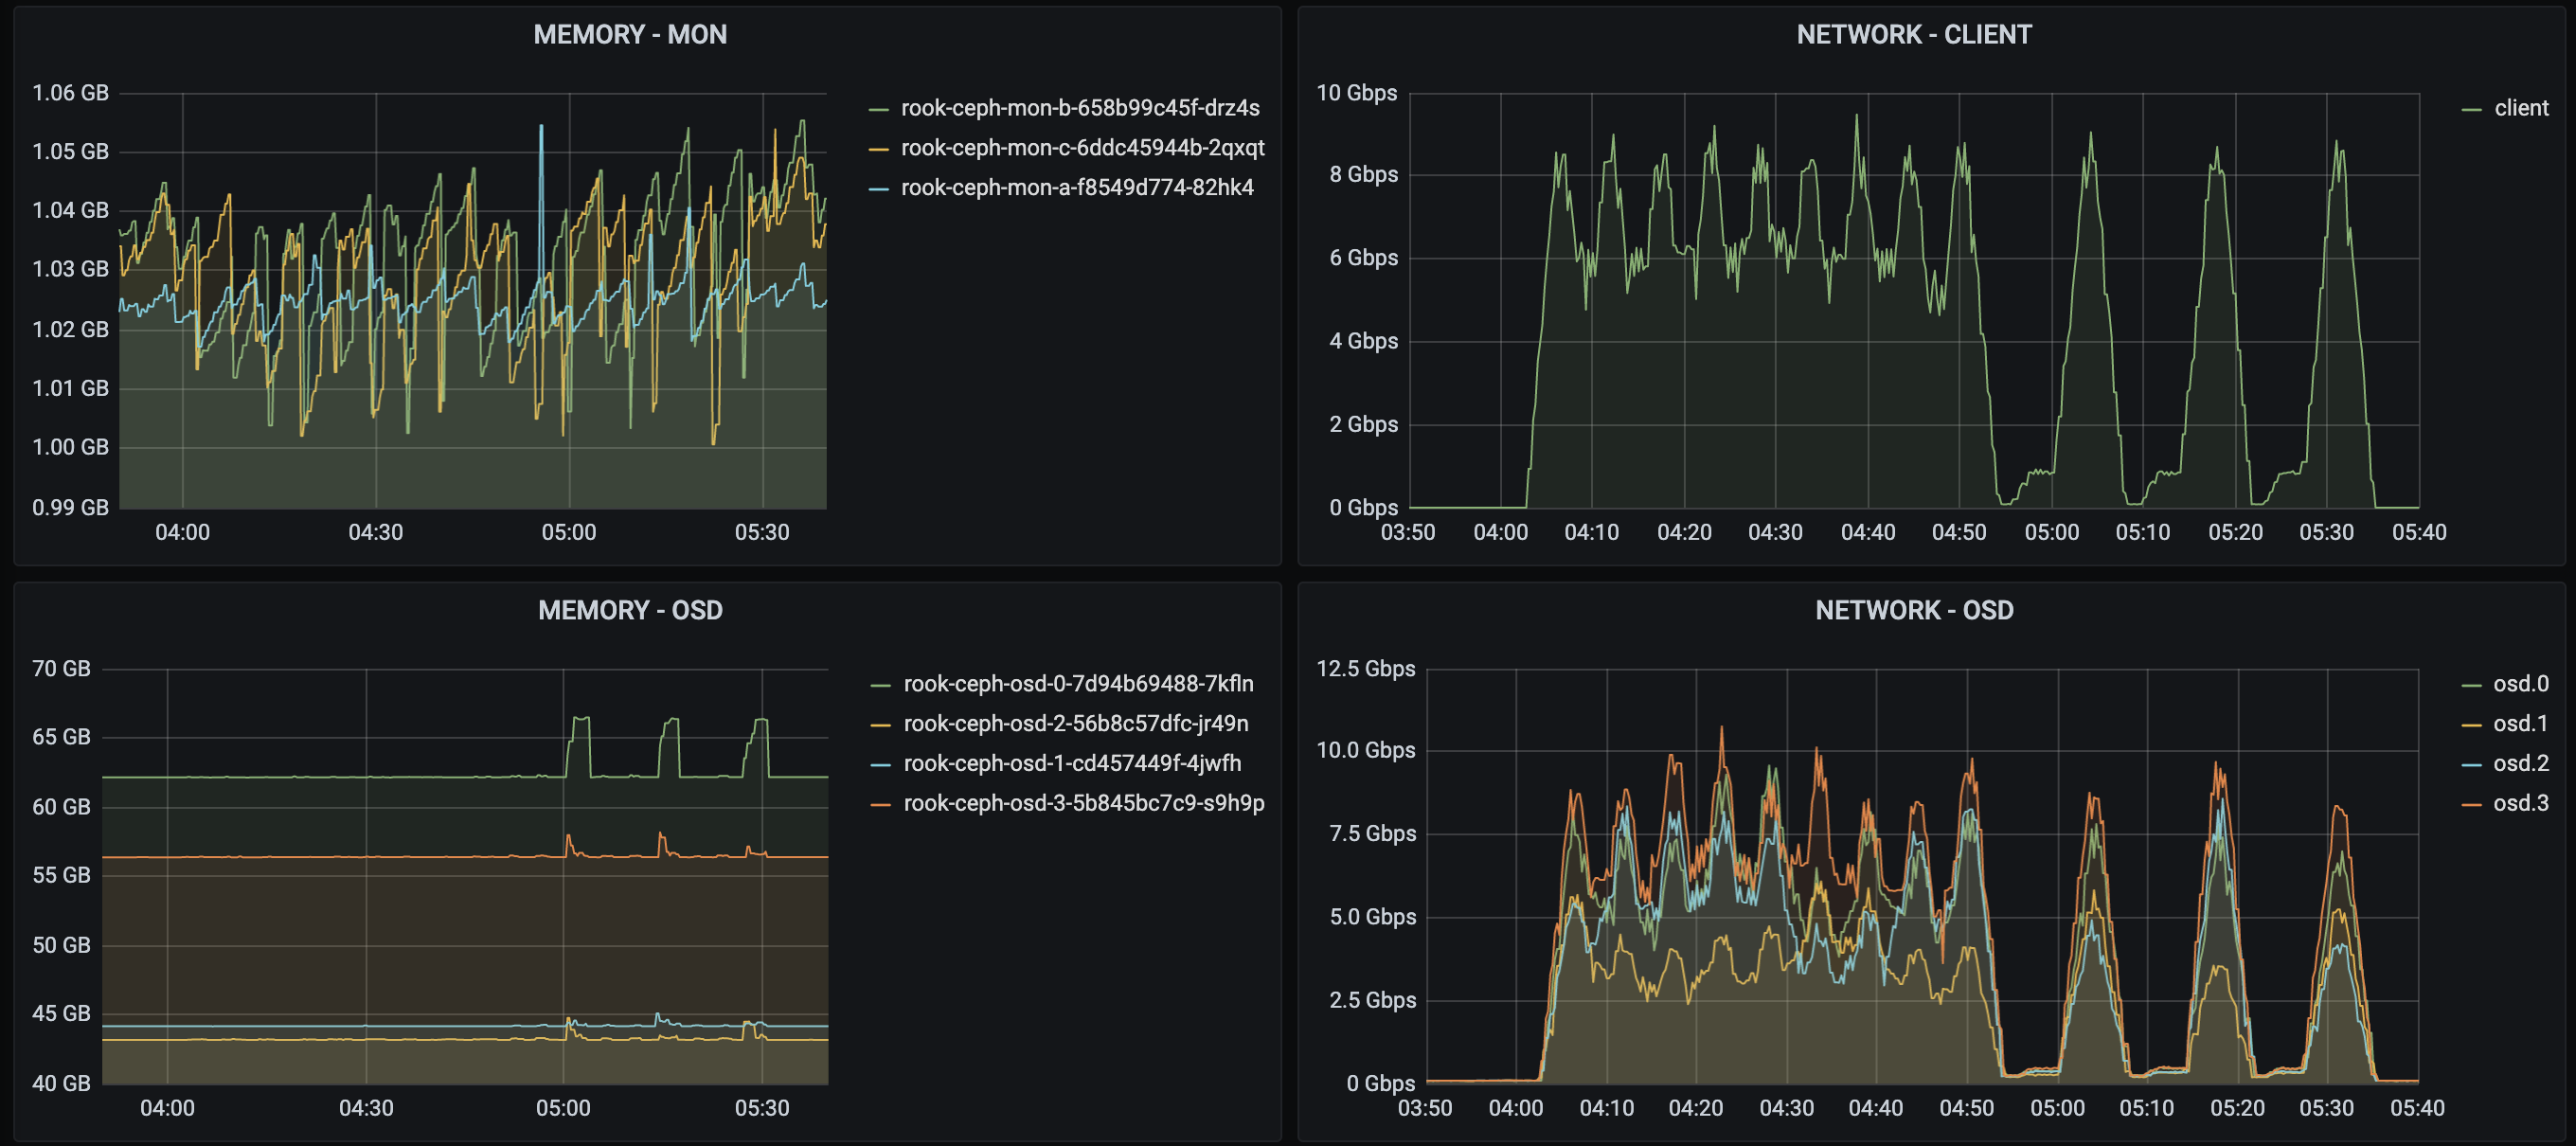 MEMORY - MON
1.06 GB
1.05 GB
1.04 GB
1.03 GB
1.02 GB
1.01 GB
1.00 GB
0.99 GB
04:00 04:30 05:00 05:30
rook-ceph-mon-b-658b99c45f-drz4s
rook-ceph-mon-c-6ddc45944b-2qxqt
rook-ceph-mon-a-f8549d774-82hk4
NETWORK - CLIENT
10 Gbps
8 Gbps
6 Gbps
4 Gbps
2 Gbps
0 Gbps
03:50 04:00 04:10 04:20 04:30 04:40 04:50 05:00 05:10 05:20 05:30 05:40
client
MEMORY - OSD
70 GB
65 GB
60 GB
55 GB
50 GB
45 GB
40 GB
04:00 04:30 05:00 05:30
rook-ceph-osd-0-7d94b69488-7kfln
rook-ceph-osd-2-56b8c57dfc-jr49n
rook-ceph-osd-1-cd457449f-4jwfh
rook-ceph-osd-3-5b845bc7c9-s9h9p
NETWORK - OSD
12.5 Gbps
10.0 Gbps
7.5 Gbps
5.0 Gbps
2.5 Gbps
0 Gbps
03:50 04:00 04:10 04:20 04:30 04:40 04:50 05:00 05:10 05:20 05:30 05:40
osd.0
osd.1
osd.2
osd.3